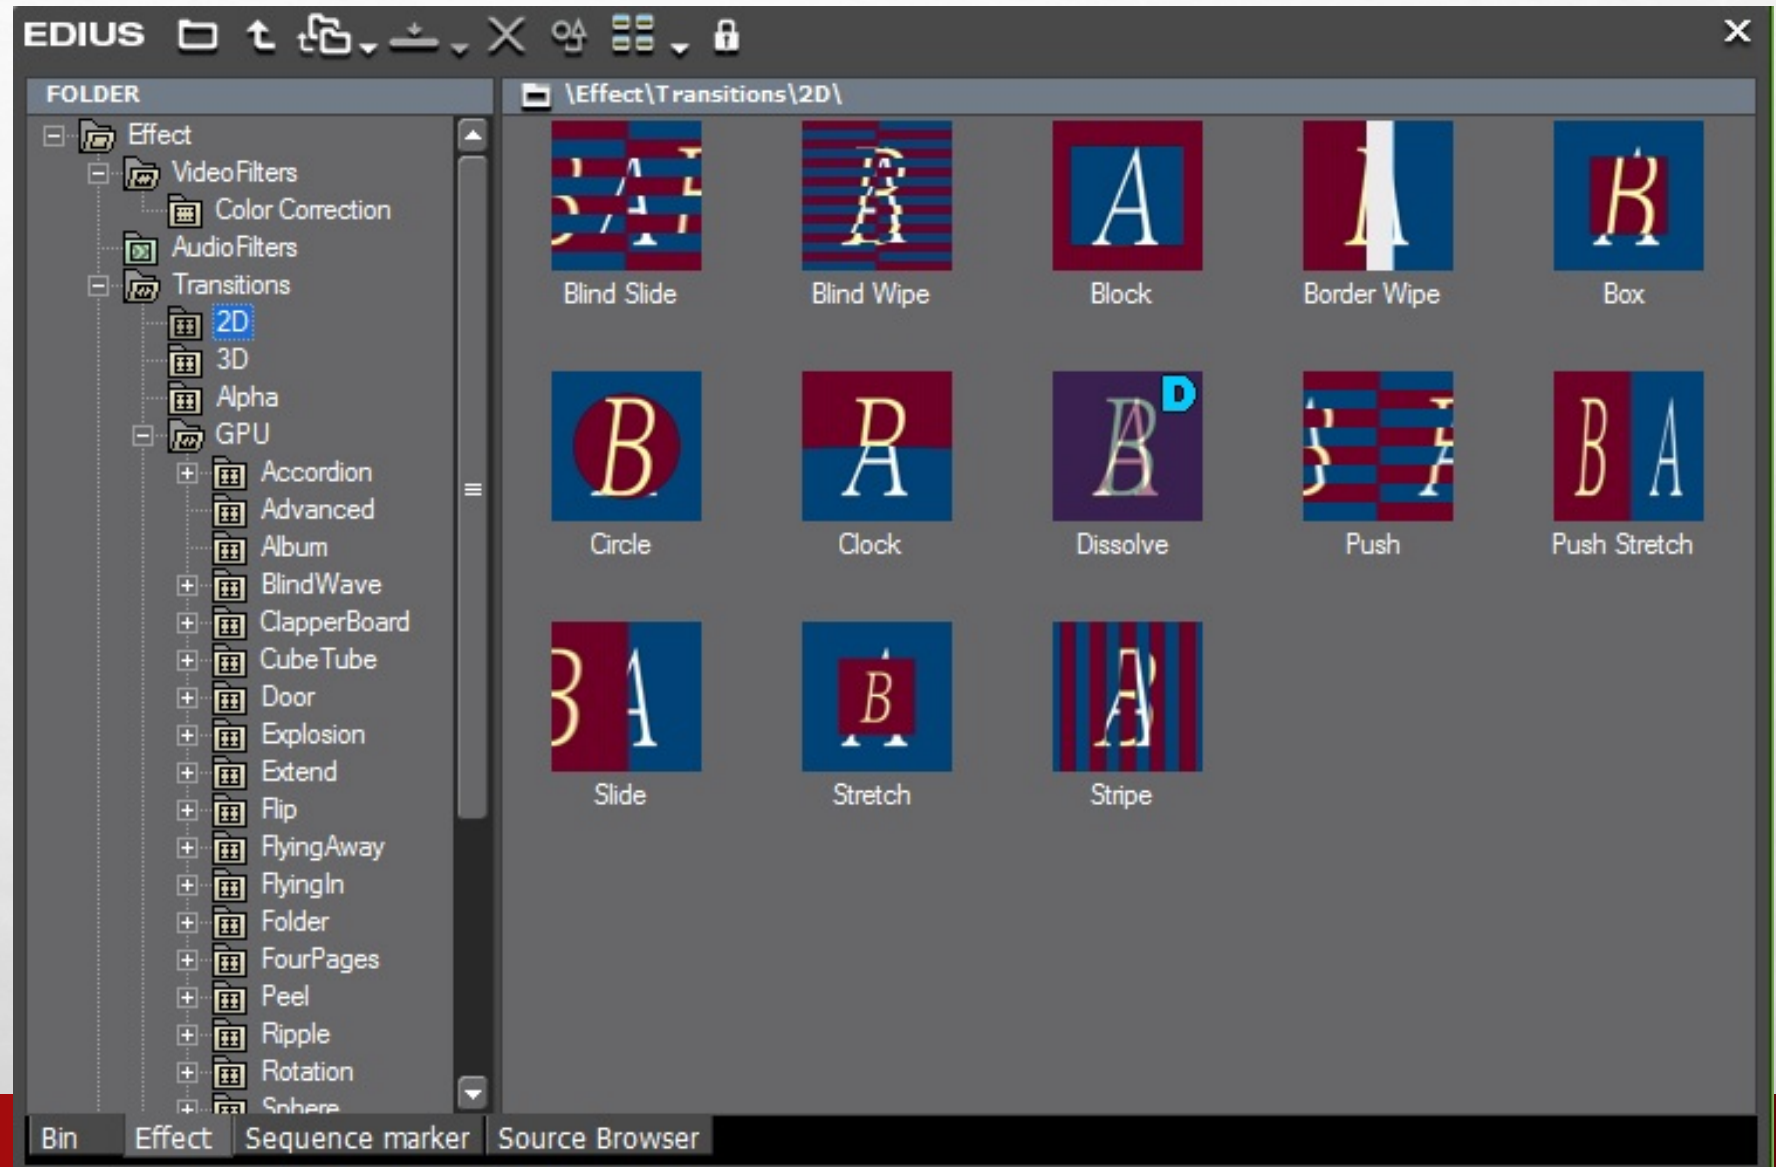 EDIUS
FOLDER
\Effect\Transitions\2D\
Effect
VideoFilters
Color Correction
AudioFilters
Transitions
2D
3D
Alpha
GPU
Accordion
Advanced
Album
BlindWave
ClapperBoard
CubeTube
Door
Explosion
Extend
Flip
FlyingAway
FlyingIn
Folder
FourPages
Peel
Ripple
Rotation
Sphere
B A
Blind Slide
Blind Wipe
A
Block
Border Wipe
B
Box
B
Circle
Clock
D
Dissolve
Push
B A
Push Stretch
B A
Slide
B
Stretch
Stripe
Bin Effect Sequence marker Source Browser